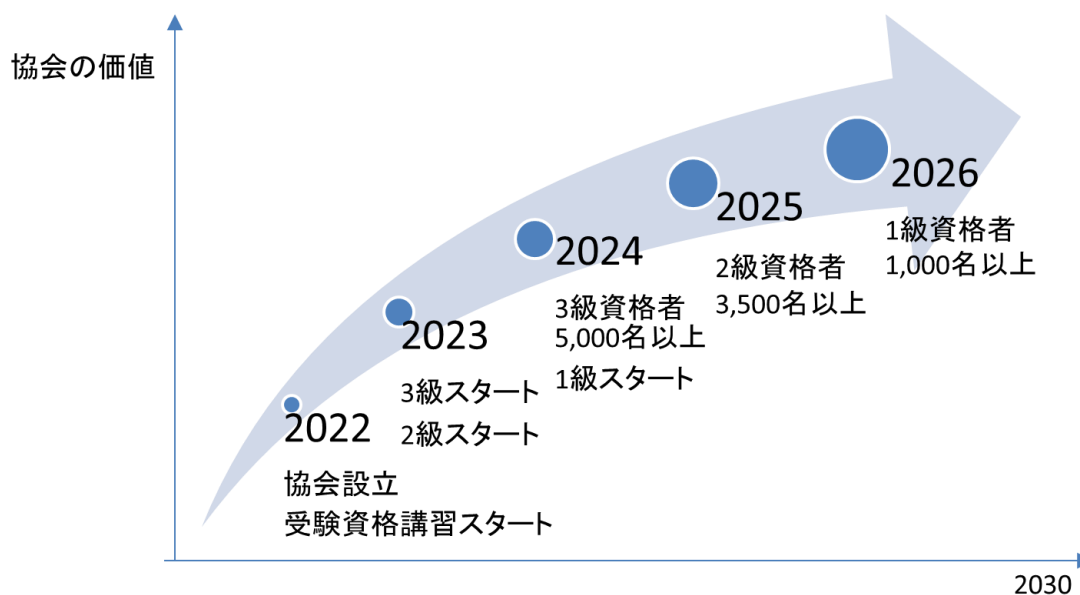 協会の価値
2022
協会設立
受験資格講習スタート
2023
3級スタート
2級スタート
2024
3級資格者
5,000名以上
1級スタート
2025
2級資格者
3,500名以上
2026
1級資格者
1,000名以上
2030